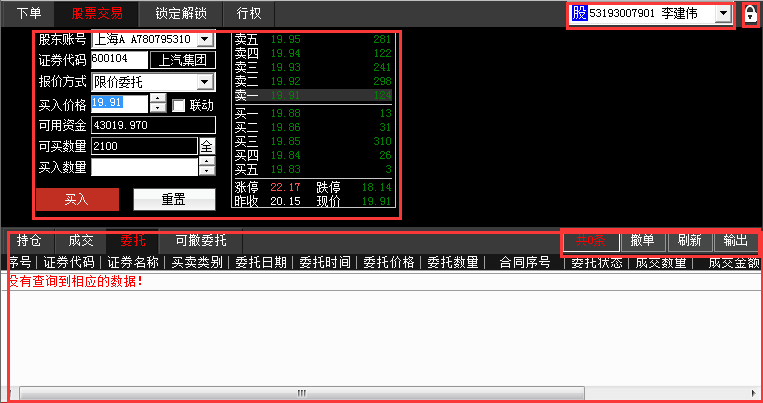 下单 股票交易 锁定解锁 行权 股 53193007901 李建伟
股东账号 上海A A780795310
证券代码 600104 上汽集团
报价方式 限价委托
买入价格 19.91 联动
可用资金 43019.970
可买数量 2100 全
买入数量
买入 重置
卖五 19.95 281
卖四 19.94 122
卖三 19.93 241
卖二 19.92 298
卖一 19.91 124
买一 19.88 13
买二 19.86 31
买三 19.85 310
买四 19.84 26
买五 19.83 3
涨停 22.17 跌停 18.14
昨收 20.15 现价 19.91
持仓 成交 委托 可撤委托 共0条 撤单 刷新 输出
序号 证券代码 证券名称 买卖类别 委托日期 委托时间 委托价格 委托数量 合同序号 委托状态 成交数量 成交金额
没有查询到相应的数据!